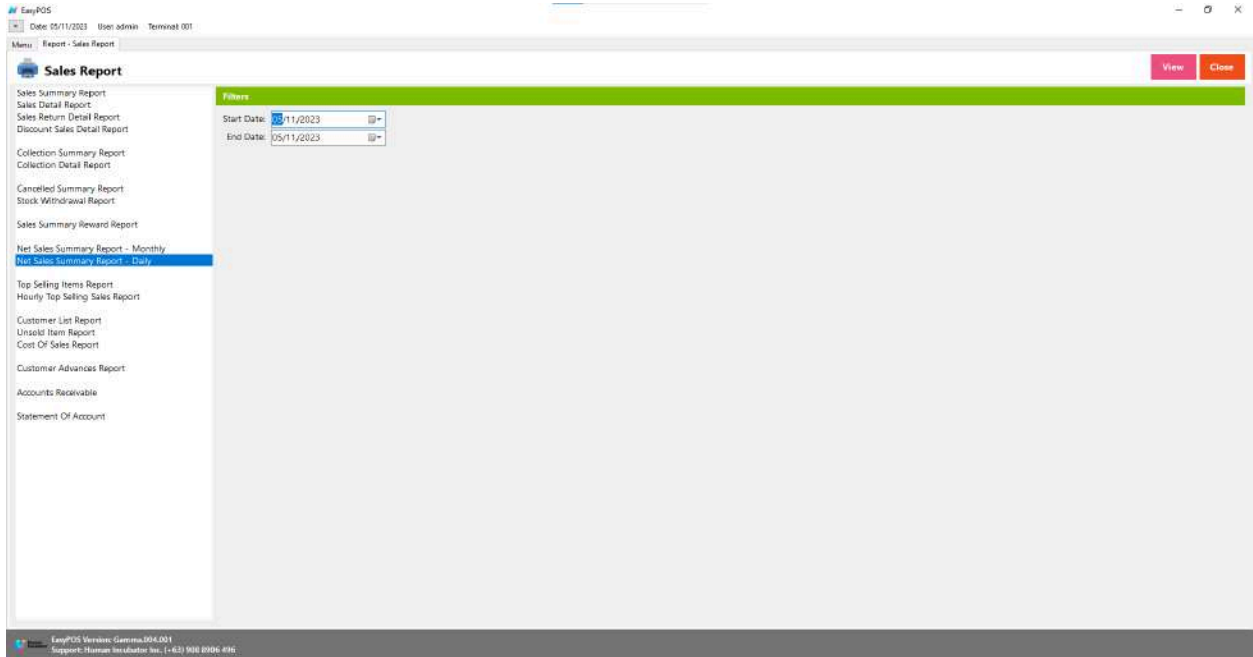 EasyPOS
Date: 05/11/2023 User: admin Terminal: 001
Menu Report - Sales Report
Sales Report
View Close
Sales Summary Report
Sales Detail Report
Sales Return Detail Report
Discount Sales Detail Report
Collection Summary Report
Collection Detail Report
Cancelled Summary Report
Stock Withdrawal Report
Sales Summary Reward Report
Net Sales Summary Report - Monthly
Net Sales Summary Report - Daily
Top Selling Items Report
Hourly Top Selling Sales Report
Customer List Report
Unsold Item Report
Cost Of Sales Report
Customer Advances Report
Accounts Receivable
Statement Of Account
Filters
Start Date: 05/11/2023
End Date: 05/11/2023
EasyPOS Version: Gamma.004.001
Support: Human Incubator Inc. (+63) 908 8906 496